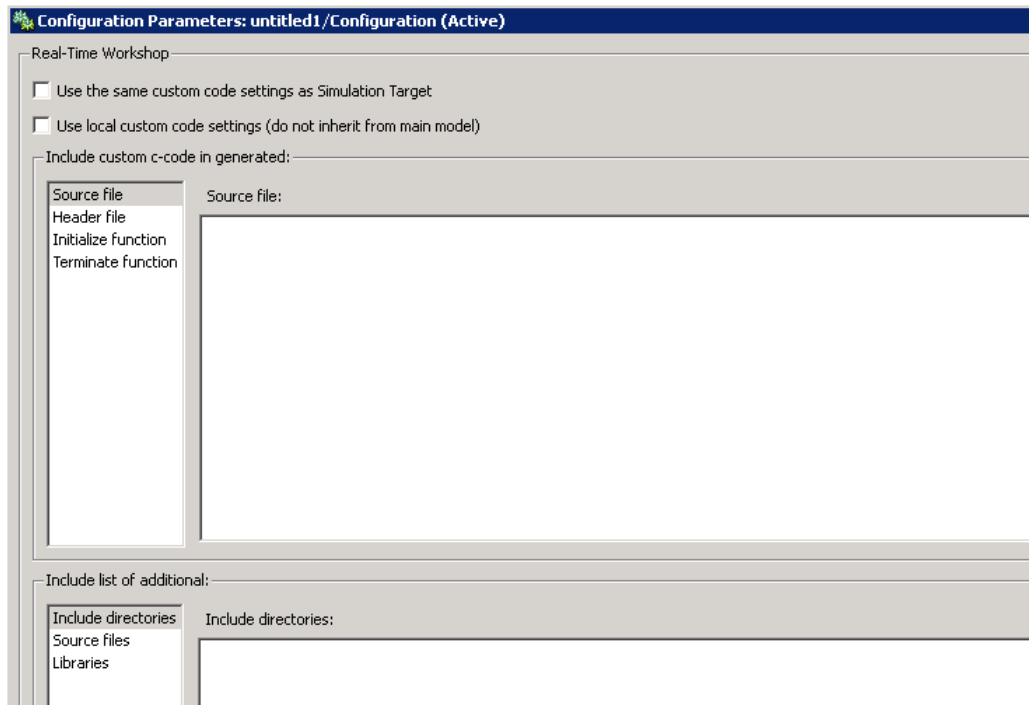 Configuration Parameters: untitled1/Configuration (Active)
Real-Time Workshop
Use the same custom code settings as Simulation Target
Use local custom code settings (do not inherit from main model)
Include custom c-code in generated:
Source file
Header file
Initialize function
Terminate function
Source file:
Include list of additional:
Include directories
Source files
Libraries
Include directories: